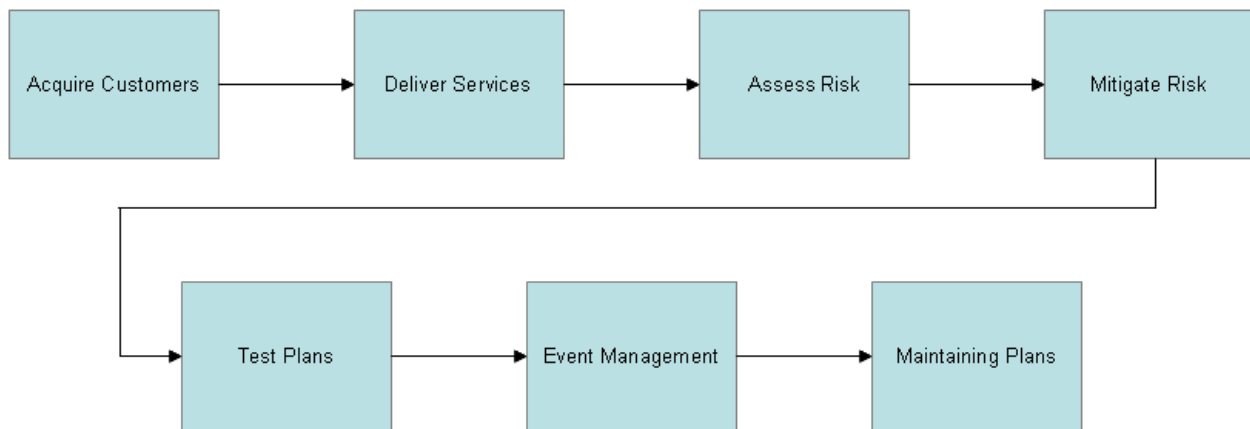 Acquire Customers
Deliver Services
Assess Risk
Mitigate Risk
Test Plans
Event Management
Maintaining Plans